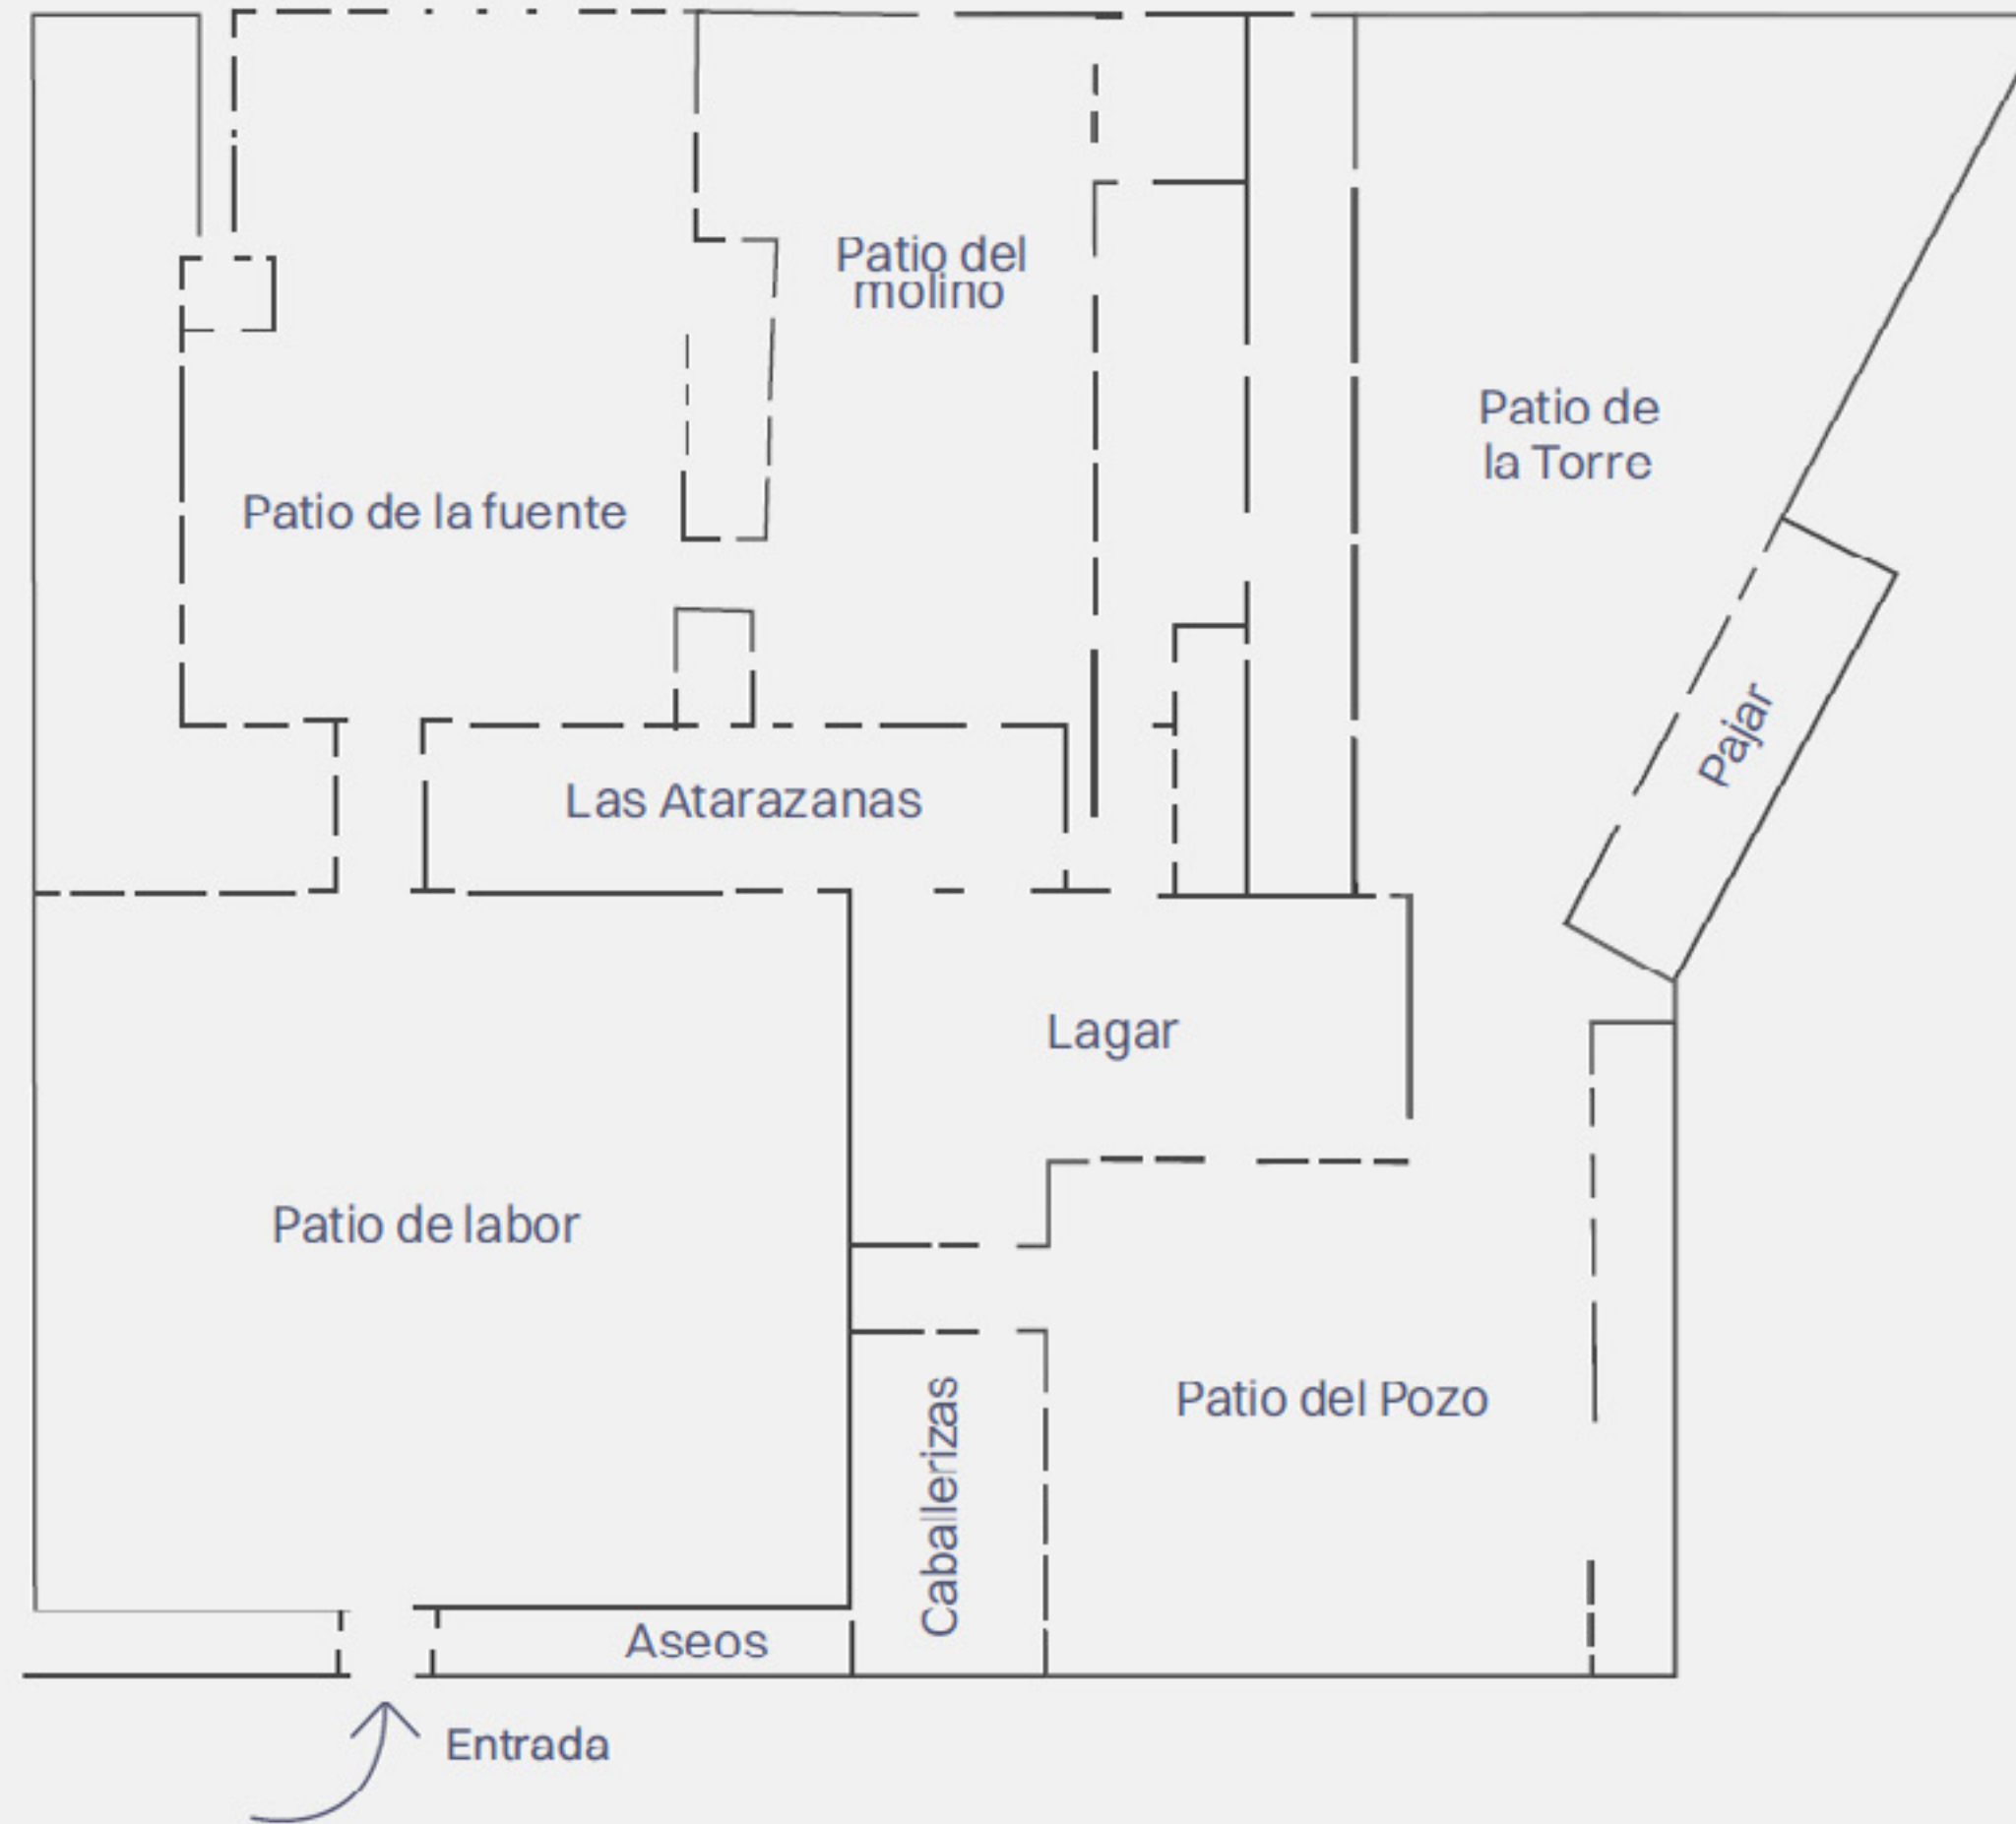 Patio del
molino
Patio de
la Torre
Patio de la fuente
Pajar
Las Atarazanas
Lagar
Patio de labor
Patio del Pozo
Caballerizas
Aseos
Entrada